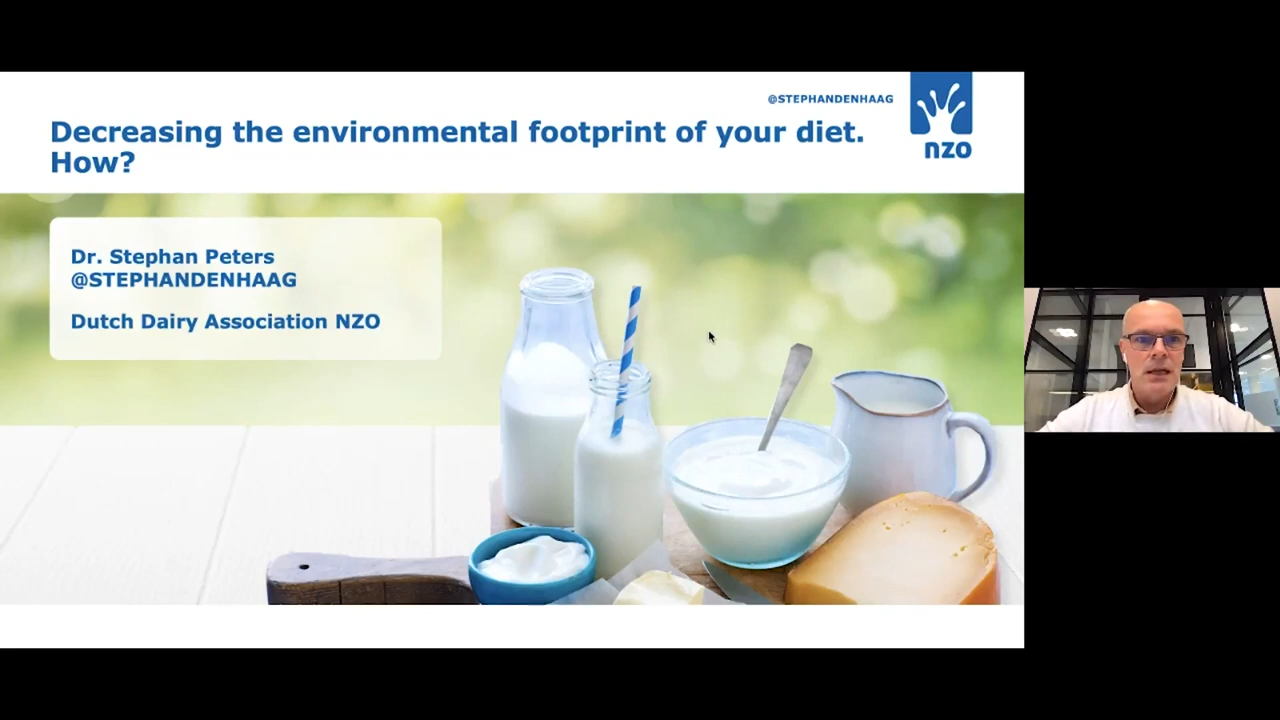 @STEPHANDENHAAG
Decreasing the environmental footprint of your diet.
How?
nzo
Dr. Stephan Peters
@STEPHANDENHAAG
Dutch Dairy Association NZO